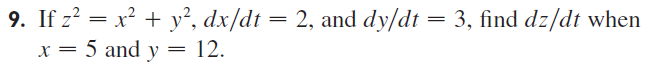 9. If z² = x² + y², dx/dt = 2, and dy/dt = 3, find dz/dt when
x = 5 and y = 12.